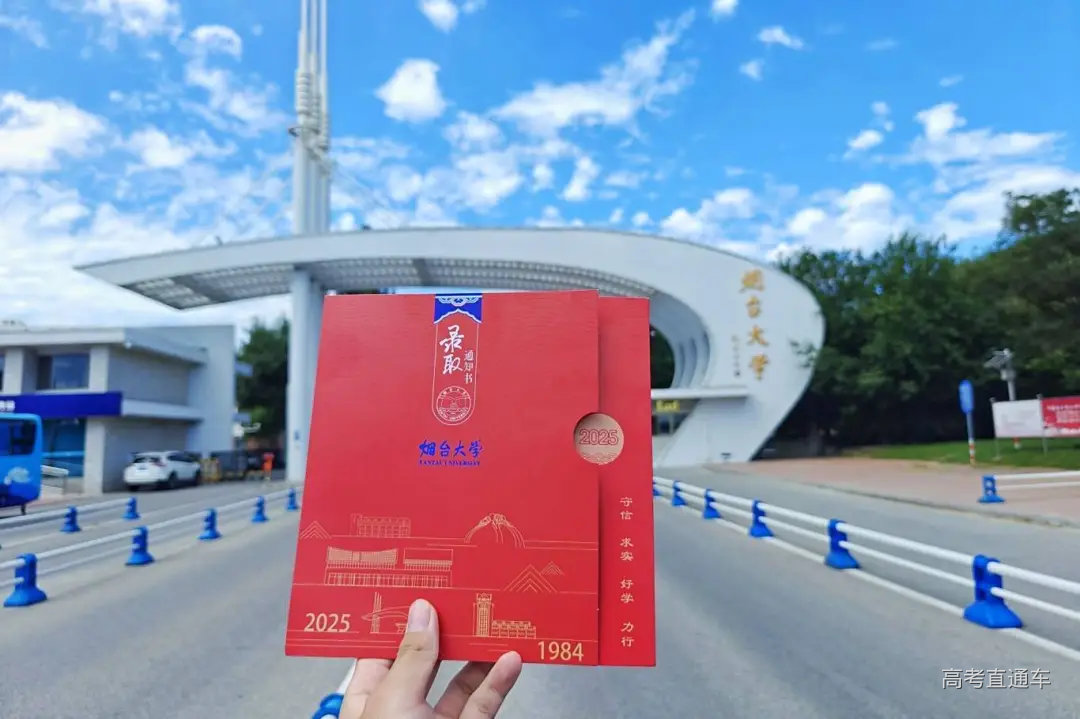 烟台大学
录取
通知书
烟台大学
YANTAI UNIVERSITY
2025
守信
求实
好学
力行
2025
1984
高考直通车